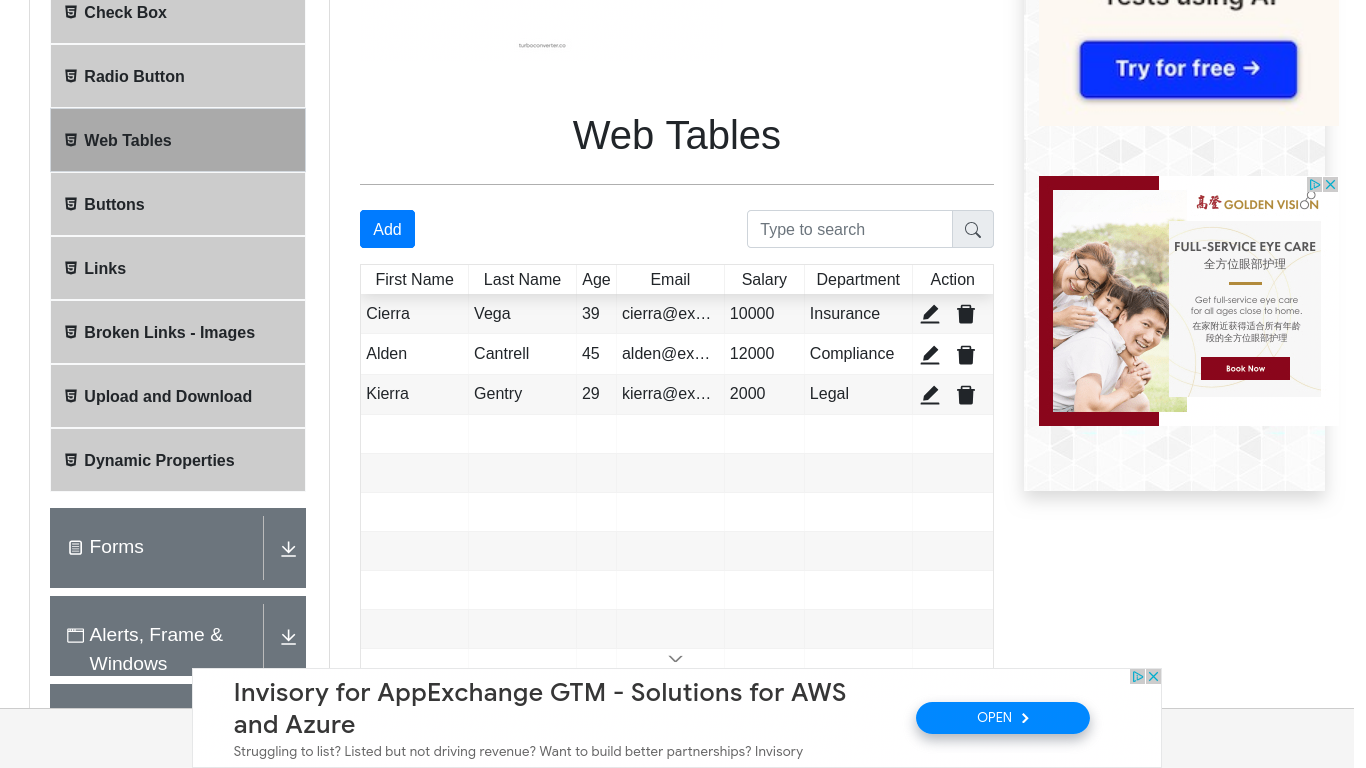 Check Box
Radio Button
Web Tables
Buttons
Links
Broken Links - Images
Upload and Download
Dynamic Properties
Forms
Alerts, Frame &
Windows
turboconverter.co
Web Tables
Add
Type to search
First Name Last Name Age Email Salary Department Action
Cierra Vega 39 cierra@ex… 10000 Insurance
Alden Cantrell 45 alden@ex… 12000 Compliance
Kierra Gentry 29 kierra@ex… 2000 Legal
Tests using AI
Try for free →
高登 GOLDEN VISION
FULL-SERVICE EYE CARE
全方位眼部护理
Get full-service eye care
for all ages close to home.
在家附近获得适合所有年龄
段的全方位眼部护理
Book Now
Invisory for AppExchange GTM - Solutions for AWS
and Azure
Struggling to list? Listed but not driving revenue? Want to build better partnerships? Invisory
OPEN